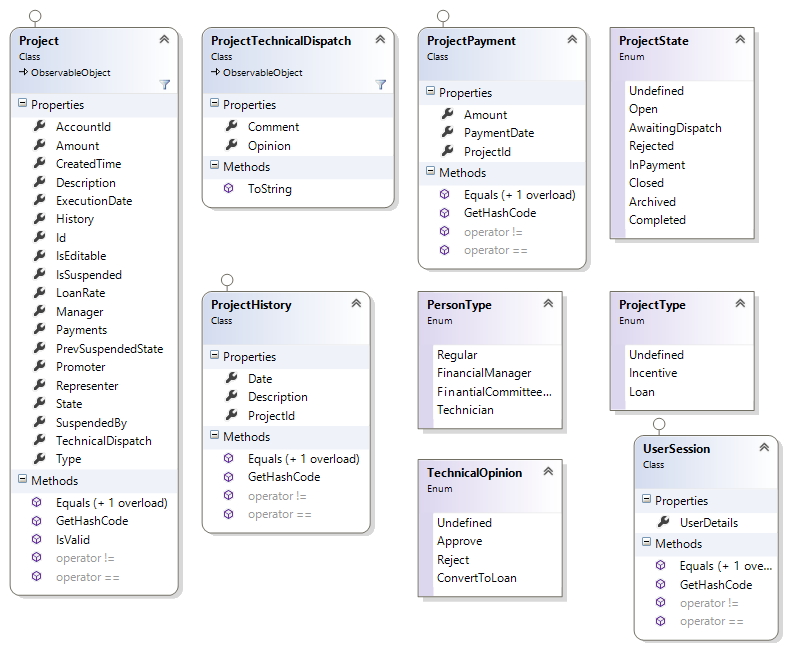 Project
Class
ObservableObject
Properties
AccountId
Amount
CreatedTime
Description
ExecutionDate
History
Id
IsEditable
IsSuspended
LoanRate
Manager
Payments
PrevSuspendedState
Promoter
Representer
State
SuspendedBy
TechnicalDispatch
Type
Methods
Equals (+ 1 overload)
GetHashCode
IsValid
operator !=
operator ==
ProjectTechnicalDispatch
Class
ObservableObject
Properties
Comment
Opinion
Methods
ToString
ProjectPayment
Class
Properties
Amount
PaymentDate
ProjectId
Methods
Equals (+ 1 overload)
GetHashCode
operator !=
operator ==
ProjectState
Enum
Undefined
Open
AwaitingDispatch
Rejected
InPayment
Closed
Archived
Completed
ProjectHistory
Class
Properties
Date
Description
ProjectId
Methods
Equals (+ 1 overload)
GetHashCode
operator !=
operator ==
PersonType
Enum
Regular
FinancialManager
FinantialCommittee...
Technician
ProjectType
Enum
Undefined
Incentive
Loan
TechnicalOpinion
Enum
Undefined
Approve
Reject
ConvertToLoan
UserSession
Class
Properties
UserDetails
Methods
Equals (+ 1 ove...
GetHashCode
operator !=
operator ==